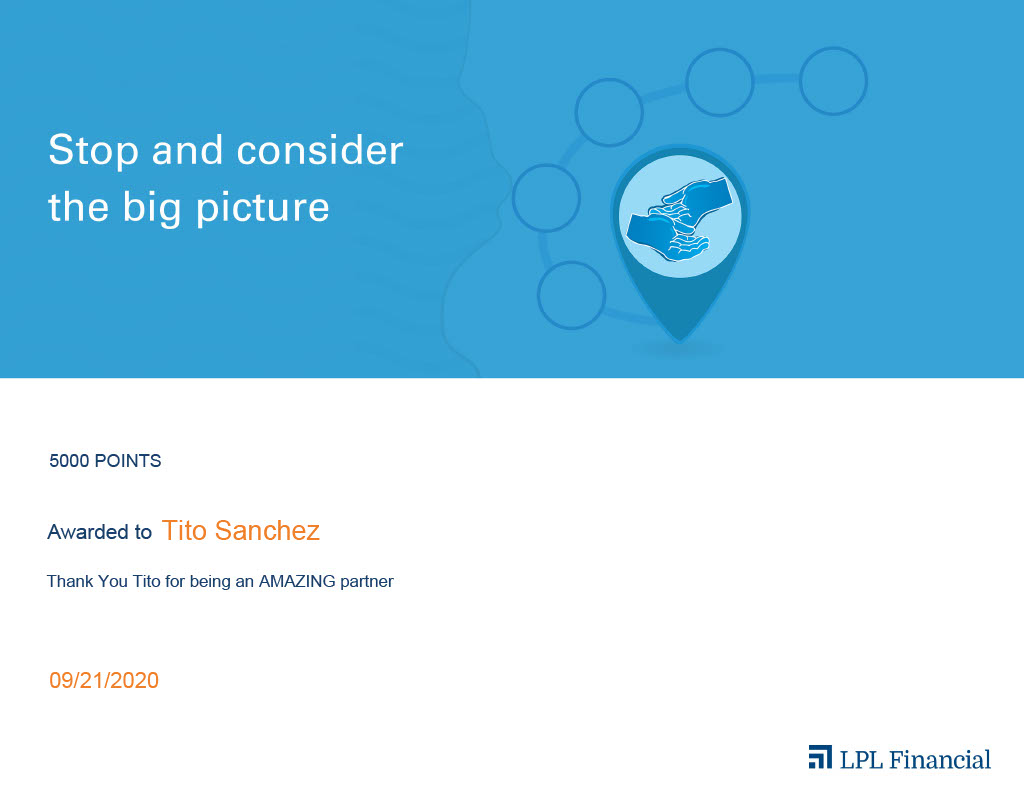 Stop and consider
the big picture
5000 POINTS
Awarded to Tito Sanchez
Thank You Tito for being an AMAZING partner
09/21/2020
LPL Financial